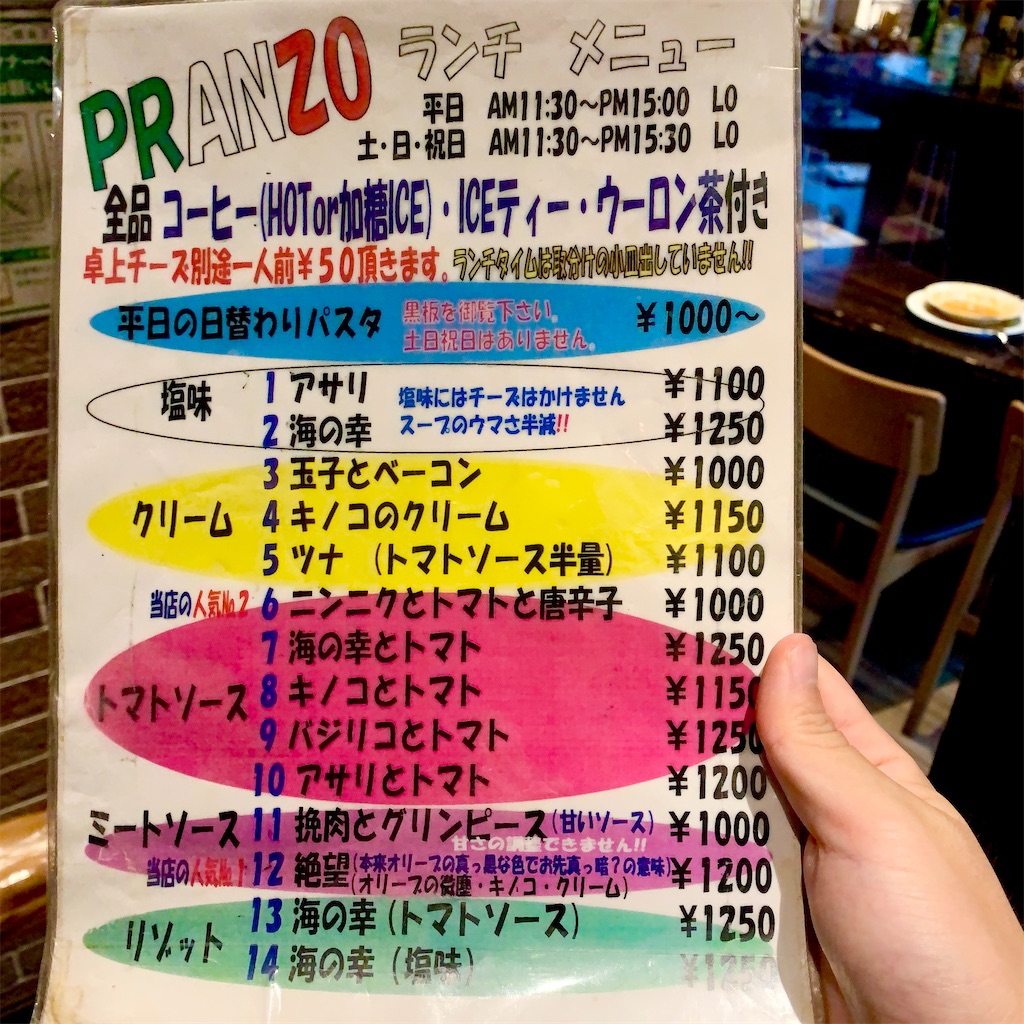 PRANZO ランチ メニュー
平日 AM11:30〜PM15:00 LO
土・日・祝日 AM11:30〜PM15:30 LO
全品 コーヒー(HOTor加糖ICE)・ICEティー・ウーロン茶付き
卓上チーズ別途一人前¥50頂きます。ランチタイムは取分けの小皿出していません!!
平日の日替わりパスタ 黒板を御覧下さい。 ¥1000〜
土日祝日はありません。
塩味 1 アサリ 塩味にはチーズはかけません ¥1100
2 海の幸 スープのウマさ半減!! ¥1250
3 玉子とベーコン ¥1000
クリーム 4 キノコのクリーム ¥1150
5 ツナ (トマトソース半量) ¥1100
当店の人気№2 6 ニンニクとトマトと唐辛子 ¥1000
7 海の幸とトマト ¥1250
トマトソース 8 キノコとトマト ¥1150
9 バジリコとトマト ¥1250
10 アサリとトマト ¥1200
ミートソース 11 挽肉とグリンピース(甘いソース) ¥1000
甘さの調整できません!!
当店の人気№1 12 絶望(本来オリーブの真っ黒な色でお先真っ暗?の意味) ¥1200
(オリーブの微塵・キノコ・クリーム)
リゾット 13 海の幸(トマトソース) ¥1250
14 海の幸 (塩味) ¥1250